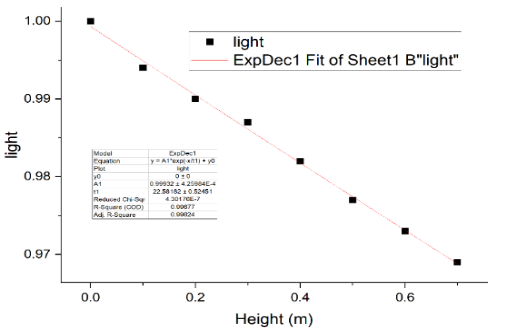 1.00
0.99
0.98
0.97
light
light
ExpDec1 Fit of Sheet1 B"light"
Model ExpDec1
Equation y = A1*exp(-x/t1) + y0
Plot light
y0 0 ± 0
A1 0.99932 ± 4.25984E-4
t1 22.58182 ± 0.52451
Reduced Chi-Sqr 4.30176E-7
R-Square (COD) 0.99877
Adj. R-Square 0.99824
0.0 0.2 0.4 0.6
Height (m)